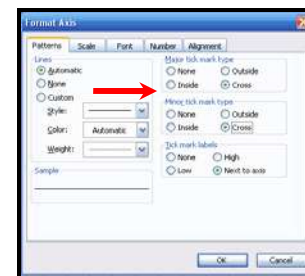 Format Axis
Patterns Scale Font Number Alignment
Lines
Automatic
None
Custom
Style:
Color: Automatic
Weight:
Sample
Major tick mark type
None Outside
Inside Cross
Minor tick mark type
None Outside
Inside Cross
Tick mark labels
None High
Low Next to axis
OK Cancel